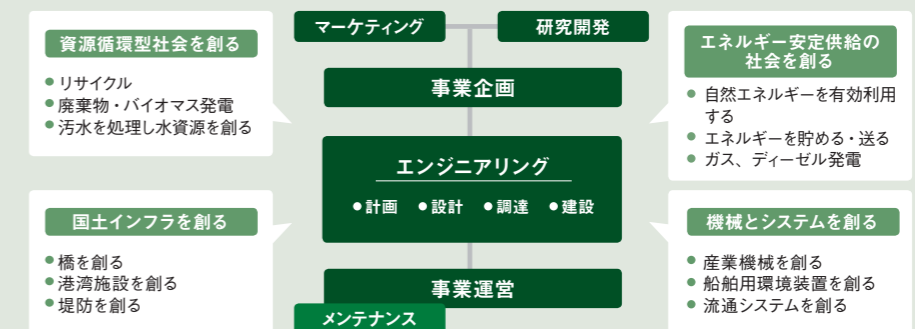 資源循環型社会を創る
● リサイクル
● 廃棄物・バイオマス発電
● 汚水を処理し水資源を創る
国土インフラを創る
● 橋を創る
● 港湾施設を創る
● 堤防を創る
マーケティング
研究開発
事業企画
エンジニアリング
●計画 ●設計 ●調達 ●建設
事業運営
メンテナンス
エネルギー安定供給の
社会を創る
● 自然エネルギーを有効利用
する
● エネルギーを貯める・送る
● ガス、ディーゼル発電
機械とシステムを創る
● 産業機械を創る
● 船舶用環境装置を創る
● 流通システムを創る